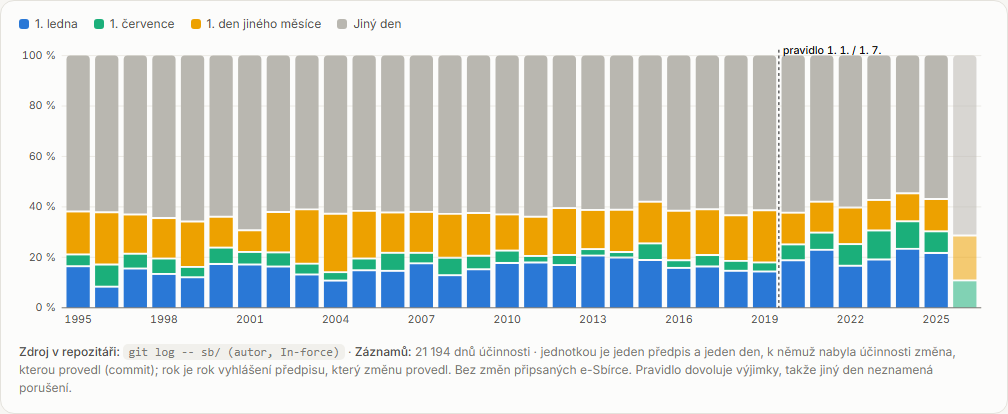 1. ledna 1. července 1. den jiného měsíce Jiný den
pravidlo 1. 1. / 1. 7.
100 %
80 %
60 %
40 %
20 %
0 %
1995 1998 2001 2004 2007 2010 2013 2016 2019 2022 2025
Zdroj v repozitáři: git log -- sb/ (autor, In-force) · Záznamů: 21 194 dnů účinnosti · jednotkou je jeden předpis a jeden den, k němuž nabyla účinnosti změna,
kterou provedl (commit); rok je rok vyhlášení předpisu, který změnu provedl. Bez změn připsaných e-Sbírce. Pravidlo dovoluje výjimky, takže jiný den neznamená
porušení.